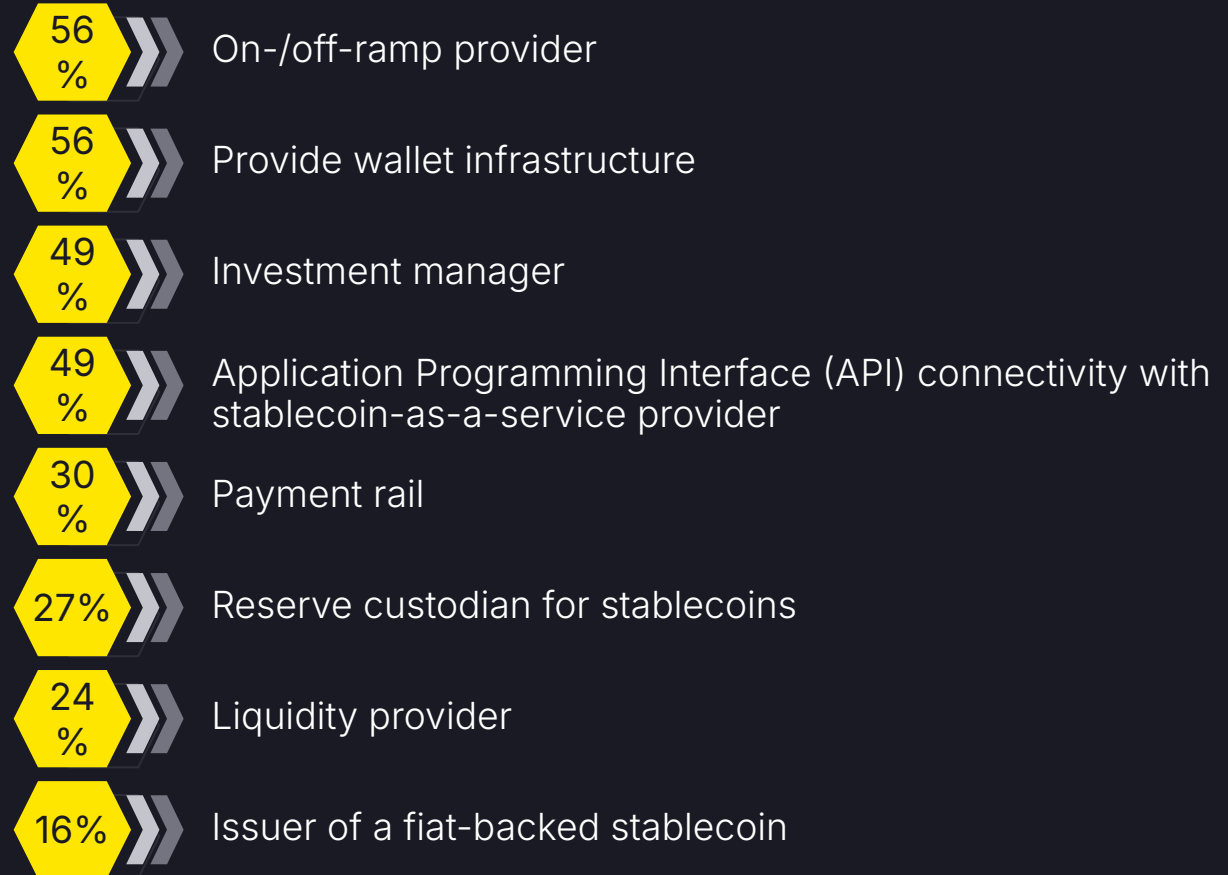 56
%
On-/off-ramp provider
56
%
Provide wallet infrastructure
49
%
Investment manager
49
%
Application Programming Interface (API) connectivity with
stablecoin-as-a-service provider
30
%
Payment rail
27%
Reserve custodian for stablecoins
24
%
Liquidity provider
16%
Issuer of a fiat-backed stablecoin